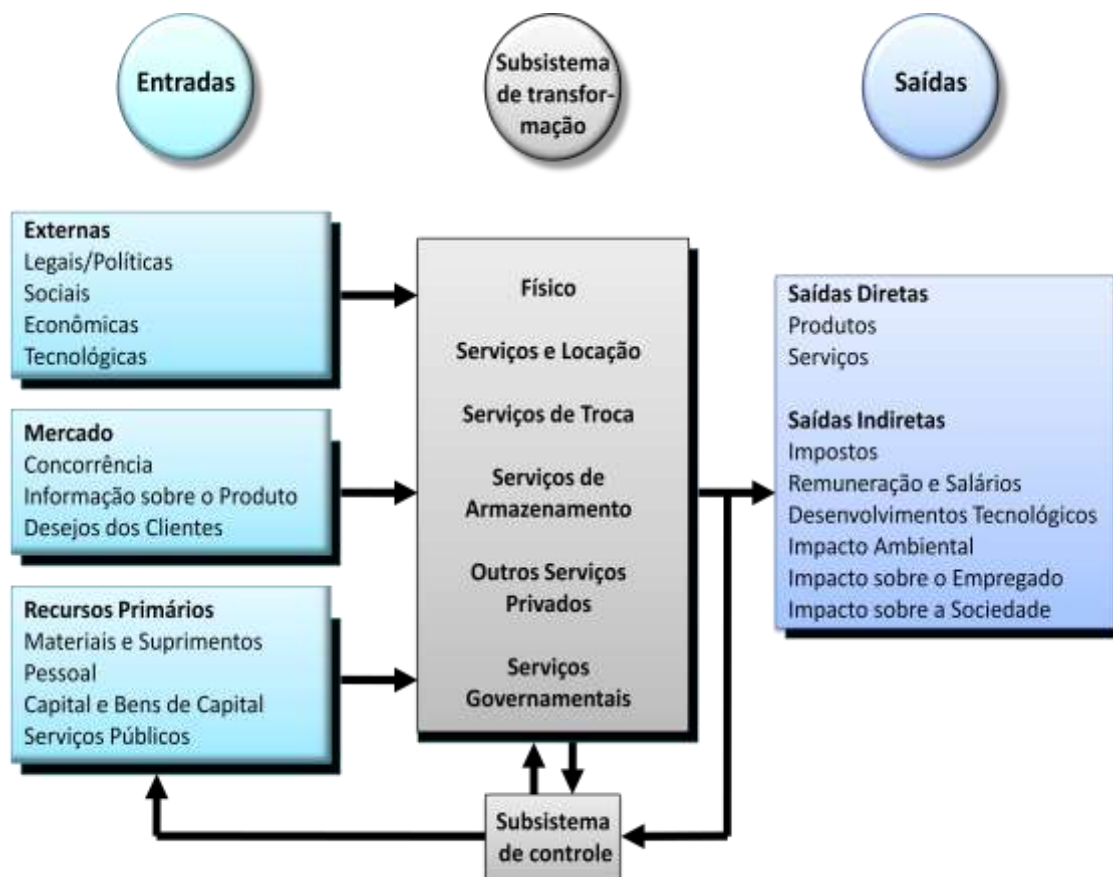 Entradas
Subsistema
de transfor-
mação
Saídas
Externas
Legais/Políticas
Sociais
Econômicas
Tecnológicas
Mercado
Concorrência
Informação sobre o Produto
Desejos dos Clientes
Recursos Primários
Materiais e Suprimentos
Pessoal
Capital e Bens de Capital
Serviços Públicos
Físico
Serviços e Locação
Serviços de Troca
Serviços de
Armazenamento
Outros Serviços
Privados
Serviços
Governamentais
Saídas Diretas
Produtos
Serviços
Saídas Indiretas
Impostos
Remuneração e Salários
Desenvolvimentos Tecnológicos
Impacto Ambiental
Impacto sobre o Empregado
Impacto sobre a Sociedade
Subsistema
de controle